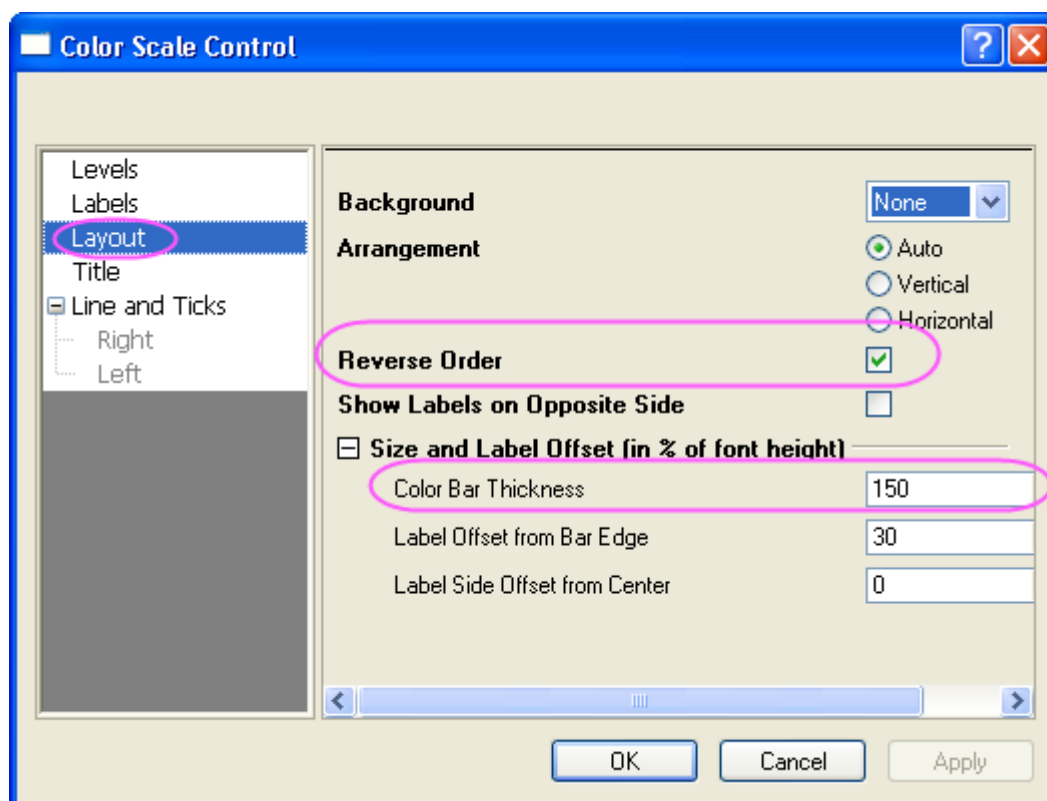 Color Scale Control
Levels
Labels
Layout
Title
Line and Ticks
Right
Left
Background
None
Arrangement
Auto
Vertical
Horizontal
Reverse Order
Show Labels on Opposite Side
Size and Label Offset (in % of font height)
Color Bar Thickness
150
Label Offset from Bar Edge
30
Label Side Offset from Center
0
OK
Cancel
Apply